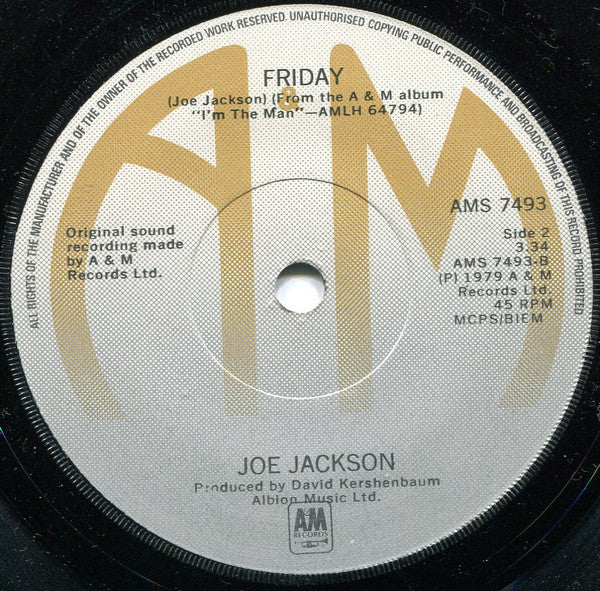 ALL RIGHTS OF THE MANUFACTURER AND OF THE OWNER OF THE RECORDED WORK RESERVED. UNAUTHORISED COPYING PUBLIC PERFORMANCE AND BROADCASTING OF THIS RECORD PROHIBITED
A&M
FRIDAY
(Joe Jackson) (From the A & M album
"I'm The Man"—AMLH 64794)
AMS 7493
Original sound
recording made
by A & M
Records Ltd.
Side 2
3.34
AMS 7493-B
(P) 1979 A & M
Records Ltd.
45 RPM
MCPS/BIEM
JOE JACKSON
Produced by David Kershenbaum
Albion Music Ltd.
AM
RECORDS